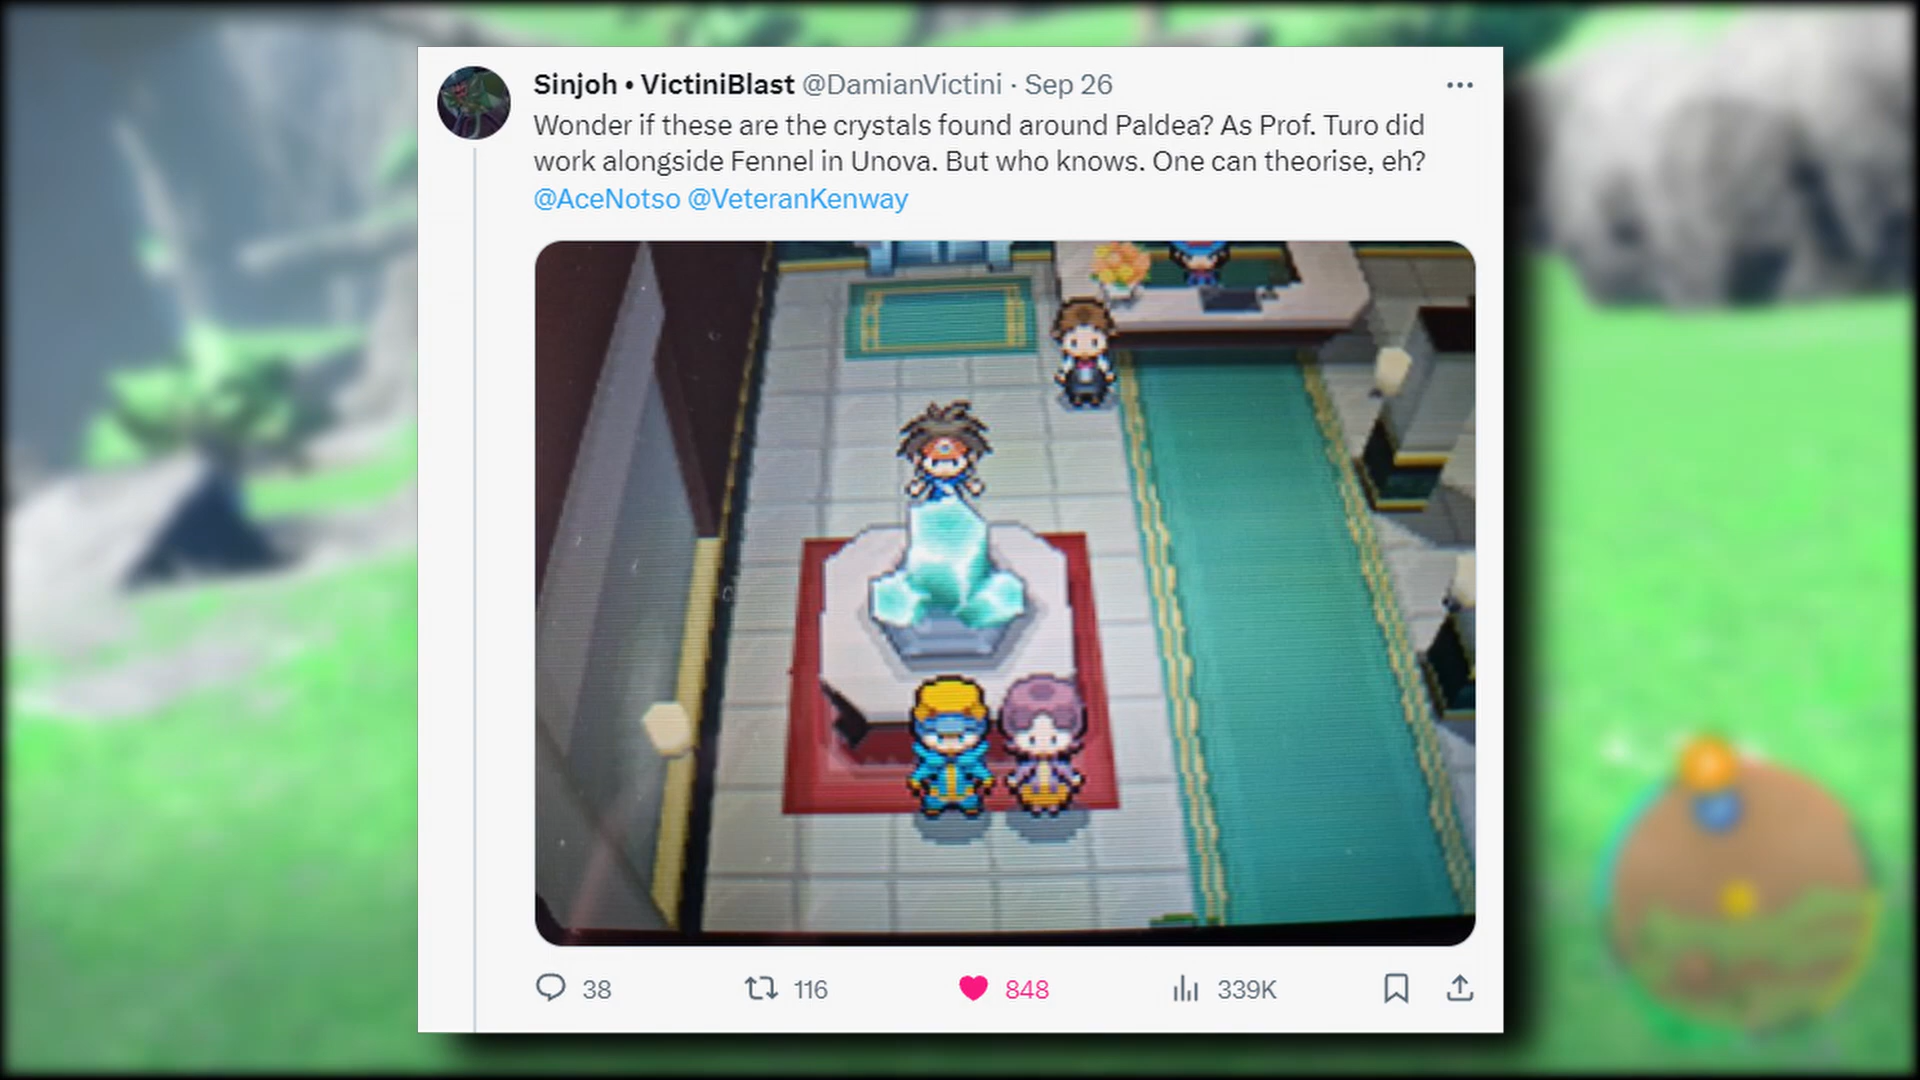 Sinjoh • VictiniBlast @DamianVictini · Sep 26
Wonder if these are the crystals found around Paldea? As Prof. Turo did
work alongside Fennel in Unova. But who knows. One can theorise, eh?
@AceNotso @VeteranKenway
38 116 848 339K